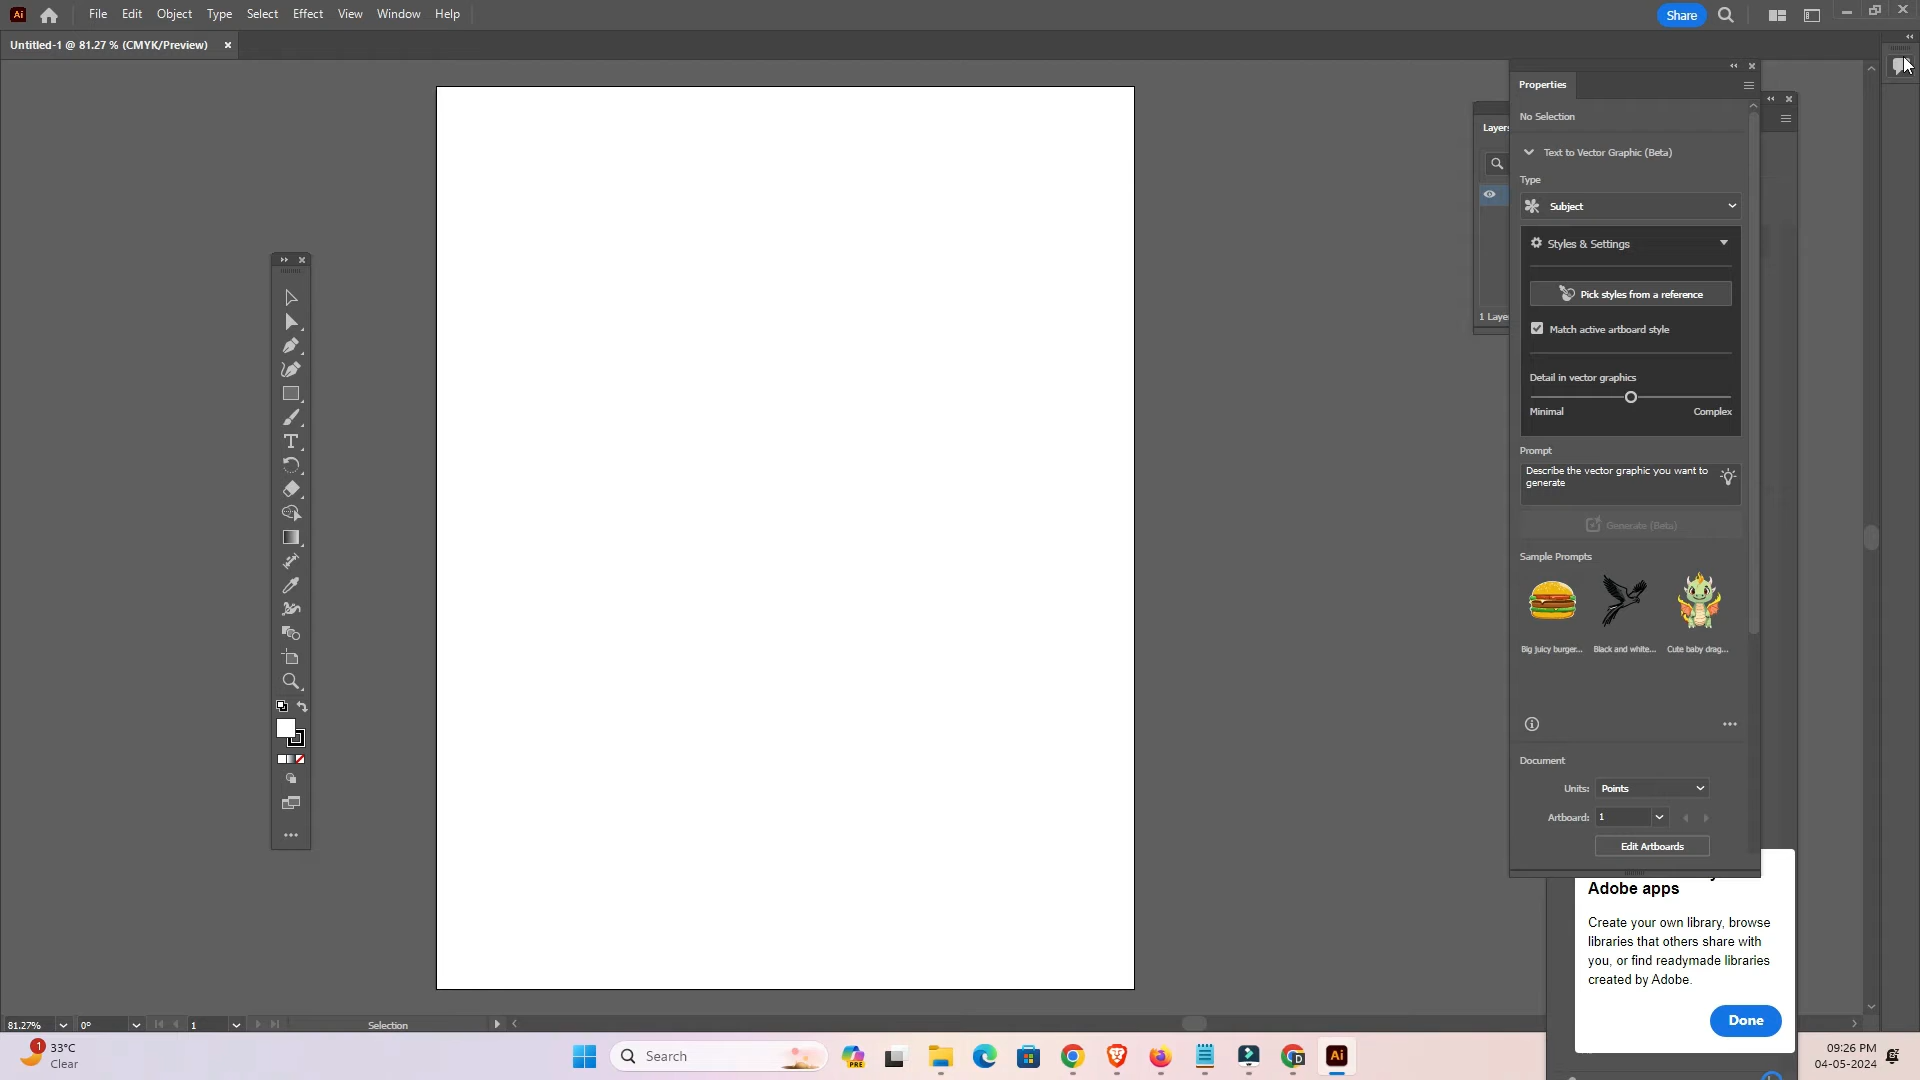 Ai File Edit Object Type Select Effect View Window Help
Share
Untitled-1 @ 81.27 % (CMYK/Preview)
Properties
No Selection
Layers
Text to Vector Graphic (Beta)
Type
Subject
Styles & Settings
Pick styles from a reference
Match active artboard style
1 Laye
Detail in vector graphics
Minimal Complex
Prompt
Describe the vector graphic you want to
generate
Generate (Beta)
Sample Prompts
Big juicy burger... Black and white... Cute baby drag...
Document
Units: Points
Artboard: 1
Edit Artboards
Adobe apps
Create your own library, browse
libraries that others share with
you, or find readymade libraries
created by Adobe.
Done
81.27% 0° 1 Selection
1 33°C
Clear
Search
PRE
D
Ai
09:26 PM
04-05-2024